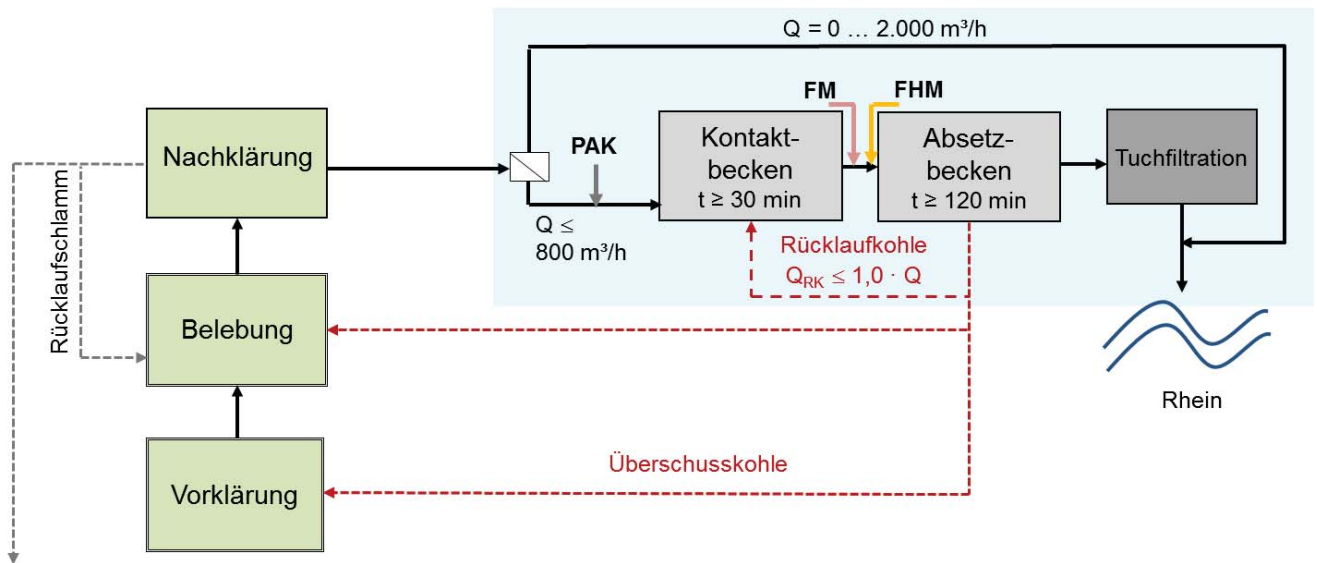 Q = 0 … 2.000 m³/h
FM
FHM
PAK
Nachklärung
Kontakt-
becken
t ≥ 30 min
Absetz-
becken
t ≥ 120 min
Tuchfiltration
Q ≤
800 m³/h
Rücklaufkohle
Q_RK ≤ 1,0 · Q
Rücklaufschlamm
Belebung
Rhein
Überschusskohle
Vorklärung